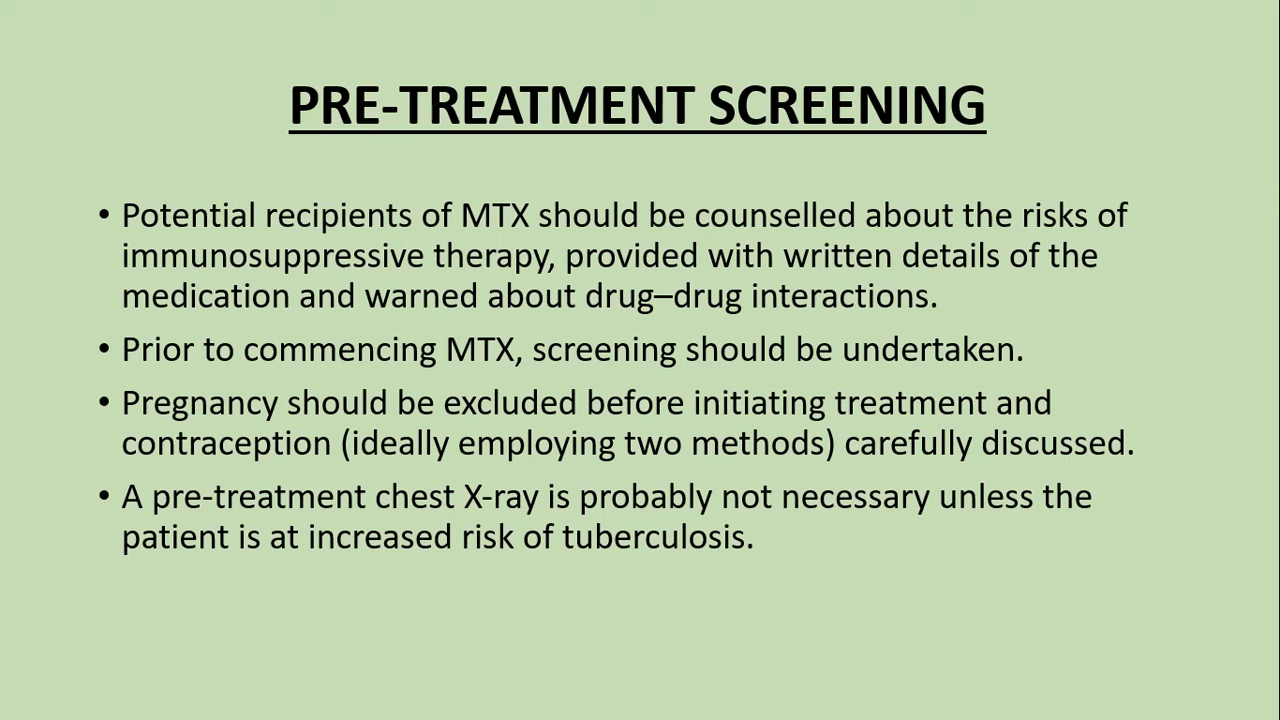 PRE-TREATMENT SCREENING
• Potential recipients of MTX should be counselled about the risks of
immunosuppressive therapy, provided with written details of the
medication and warned about drug–drug interactions.
• Prior to commencing MTX, screening should be undertaken.
• Pregnancy should be excluded before initiating treatment and
contraception (ideally employing two methods) carefully discussed.
• A pre-treatment chest X-ray is probably not necessary unless the
patient is at increased risk of tuberculosis.